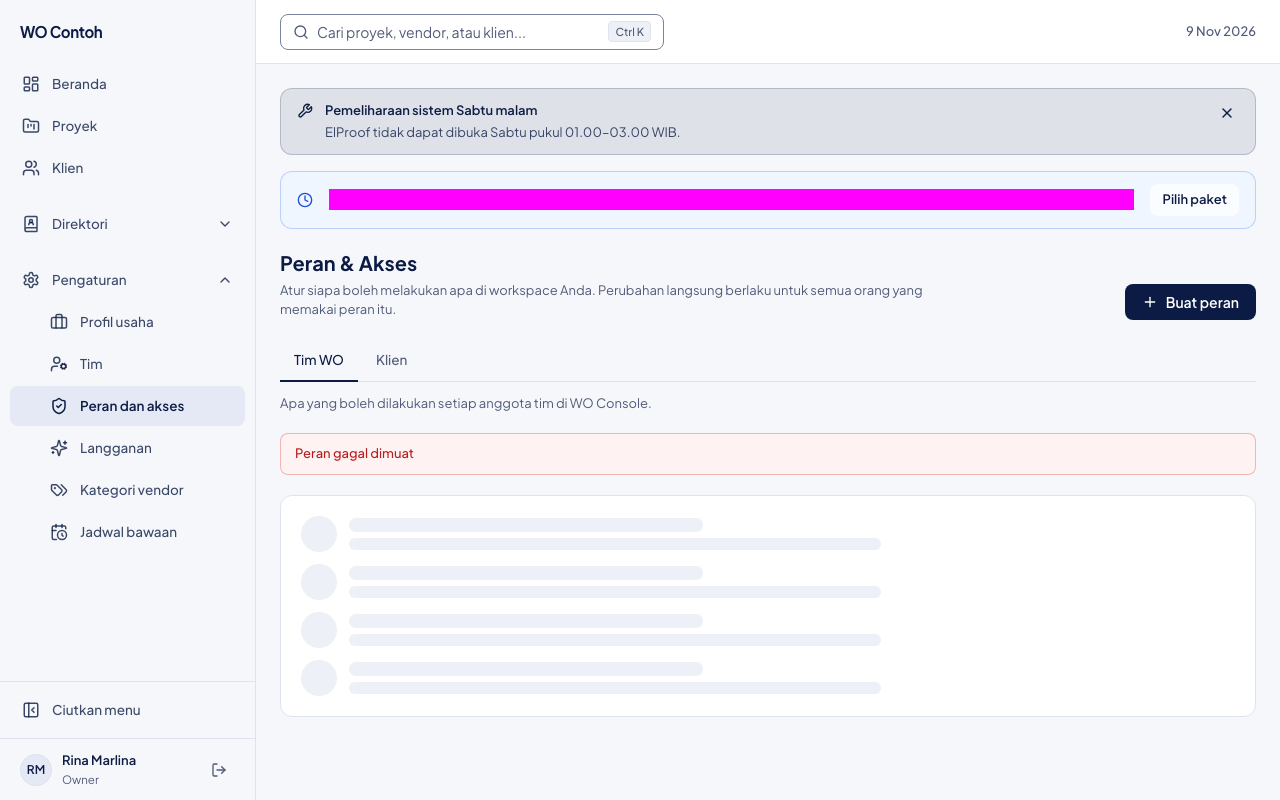 WO Contoh
Cari proyek, vendor, atau klien...
Ctrl K
9 Nov 2026
Beranda
Proyek
Klien
Direktori
Pengaturan
Profil usaha
Tim
Peran dan akses
Langganan
Kategori vendor
Jadwal bawaan
Ciutkan menu
RM
Rina Marlina
Owner
Pemeliharaan sistem Sabtu malam
ElProof tidak dapat dibuka Sabtu pukul 01.00–03.00 WIB.
Pilih paket
Peran & Akses
Atur siapa boleh melakukan apa di workspace Anda. Perubahan langsung berlaku untuk semua orang yang
memakai peran itu.
Buat peran
Tim WO
Klien
Apa yang boleh dilakukan setiap anggota tim di WO Console.
Peran gagal dimuat